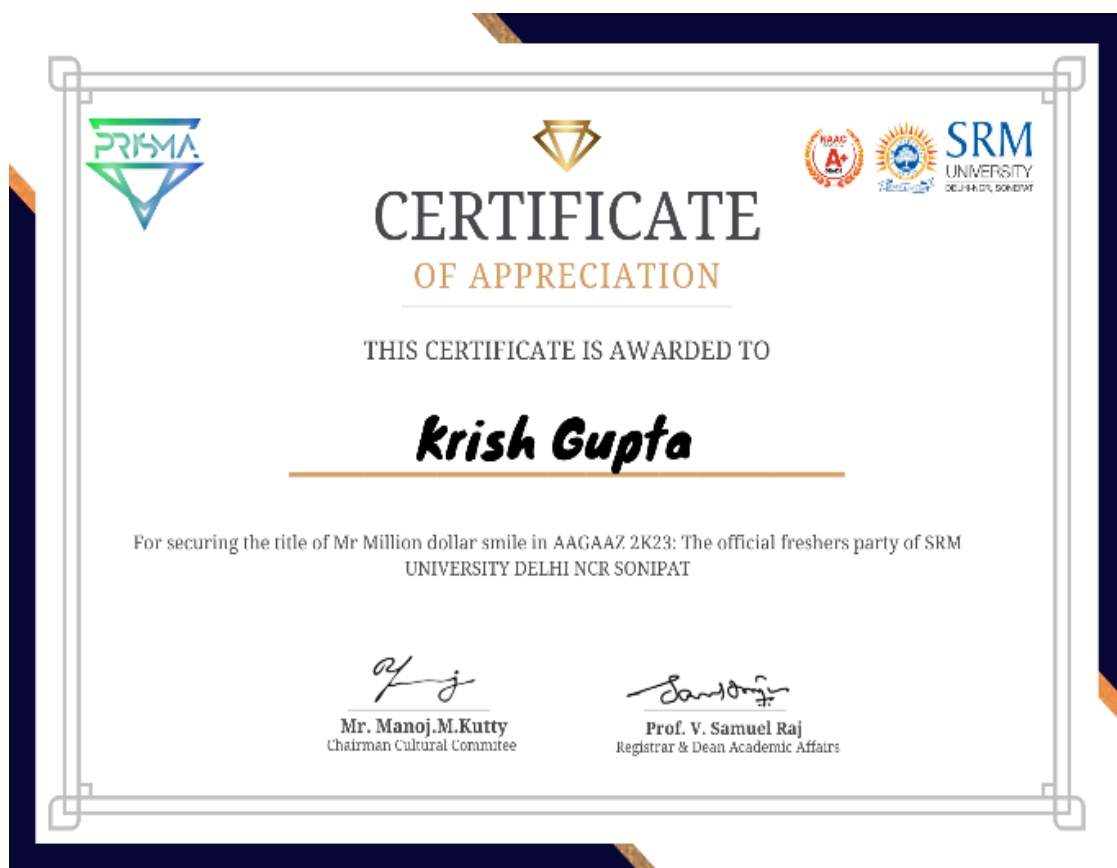 PRISMA
NAAC
A+
SRM
UNIVERSITY
DELHI-NCR, SONEPAT
CERTIFICATE
OF APPRECIATION
THIS CERTIFICATE IS AWARDED TO
Krish Gupta
For securing the title of Mr Million dollar smile in AAGAAZ 2K23: The official freshers party of SRM
UNIVERSITY DELHI NCR SONIPAT
Mr. Manoj.M.Kutty
Chairman Cultural Commitee
Prof. V. Samuel Raj
Registrar & Dean Academic Affairs